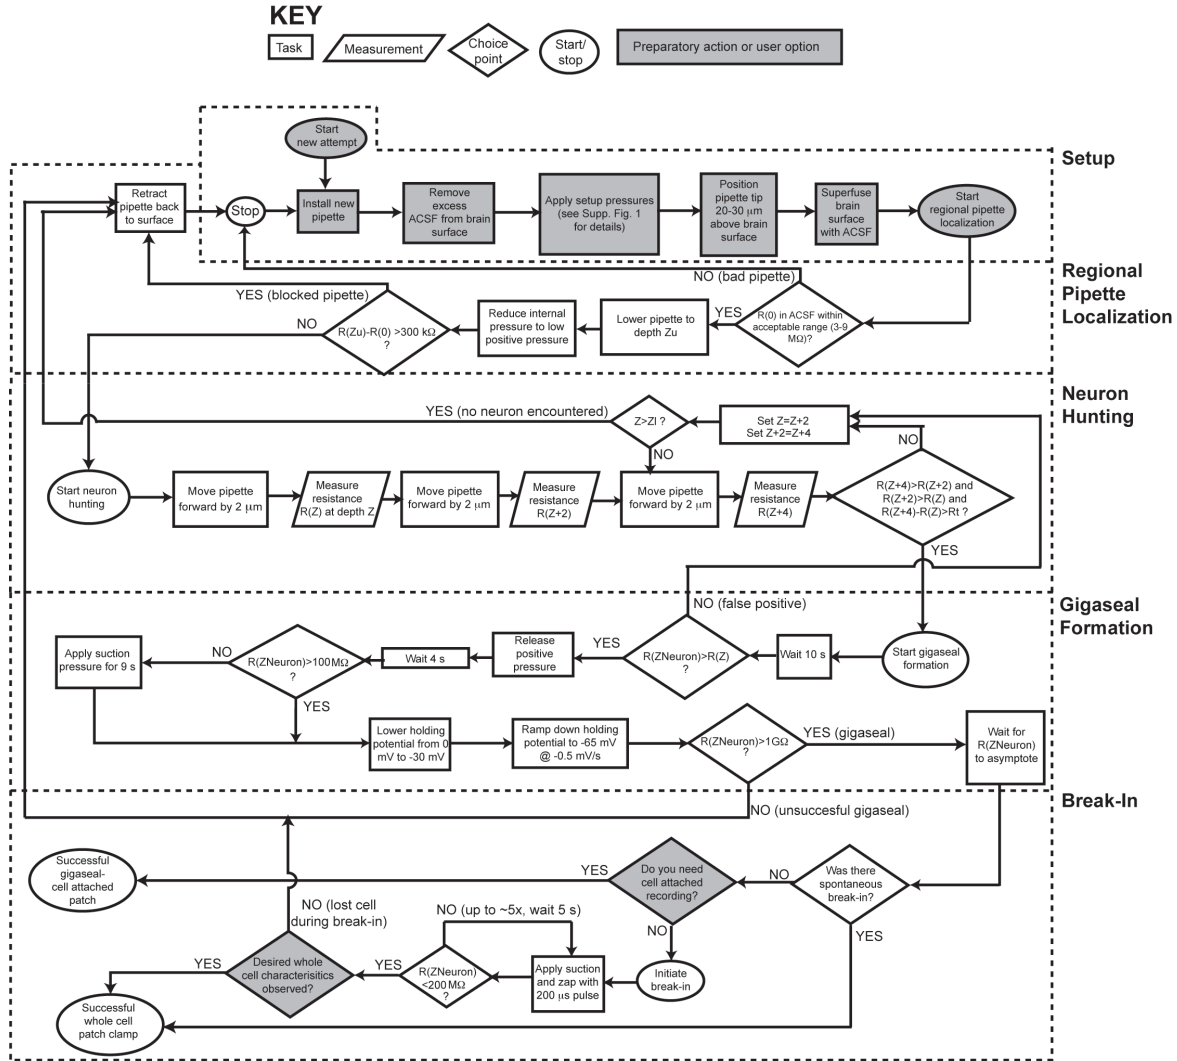 KEY
Task
Measurement
Choice
point
Start/
stop
Preparatory action or user option
Setup
Start
new attempt
Retract
pipette back
to surface
Stop
Install new
pipette
Remove
excess
ACSF from brain
surface
Apply setup pressures
(see Supp. Fig. 1
for details)
Position
pipette tip
20-30 μm
above brain
surface
Superfuse
brain
surface
with ACSF
Start
regional pipette
localization
Regional
Pipette
Localization
NO (bad pipette)
YES (blocked pipette)
NO
R(Zu)-R(0) >300 kΩ
?
Reduce internal
pressure to low
positive pressure
Lower pipette to
depth Zu
YES
R(0) in ACSF within
acceptable range (3-9
MΩ)?
Neuron
Hunting
YES (no neuron encountered)
Z>Zl ?
Set Z=Z+2
Set Z+2=Z+4
NO
NO
Start neuron
hunting
Move pipette
forward by 2 μm
Measure
resistance
R(Z) at depth Z
Move pipette
forward by 2 μm
Measure
resistance
R(Z+2)
Move pipette
forward by 2 μm
Measure
resistance
R(Z+4)
R(Z+4)>R(Z+2) and
R(Z+2)>R(Z) and
R(Z+4)-R(Z)>Rt ?
YES
Gigaseal
Formation
NO (false positive)
Apply suction
pressure for 9 s
NO
R(ZNeuron)>100MΩ
?
Wait 4 s
Release
positive
pressure
YES
R(ZNeuron)>R(Z)
?
Wait 10 s
Start gigaseal
formation
YES
Lower holding
potential from 0
mV to -30 mV
Ramp down holding
potential to -65 mV
@ -0.5 mV/s
R(ZNeuron)>1GΩ
?
YES (gigaseal)
Wait for
R(ZNeuron)
to asymptote
Break-In
NO (unsuccesful gigaseal)
Successful
gigaseal-
cell attached
patch
YES
Do you need
cell attached
recording?
NO
Was there
spontaneous
break-in?
NO (lost cell
during break-in)
NO (up to ~5x, wait 5 s)
NO
YES
YES
Desired whole
cell characterisitics
observed?
YES
R(ZNeuron)
<200MΩ
?
Apply suction
and zap with
200 μs pulse
Initiate
break-in
Successful
whole cell
patch clamp